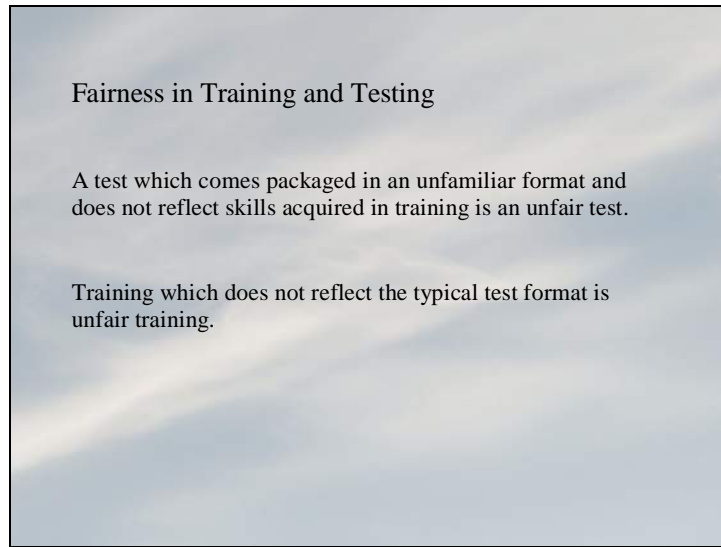 Fairness in Training and Testing
A test which comes packaged in an unfamiliar format and
does not reflect skills acquired in training is an unfair test.
Training which does not reflect the typical test format is
unfair training.